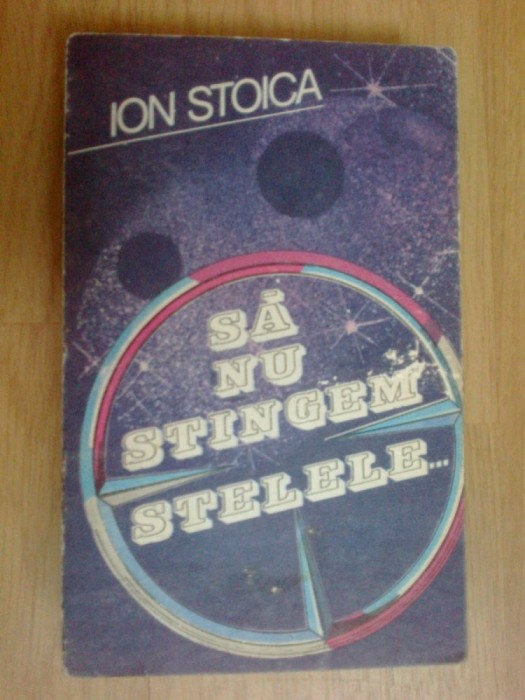 ION STOICA
SĂ
NU
STINGEM
STELELE...